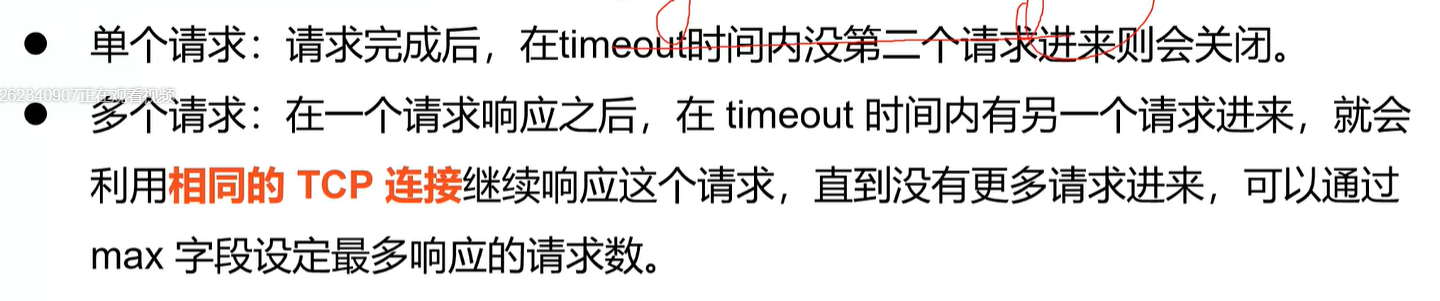 ● 单个请求：请求完成后，在timeout时间内没第二个请求进来则会关闭。
262340907正在观看视频
● 多个请求：在一个请求响应之后，在 timeout 时间内有另一个请求进来，就会
利用相同的 TCP 连接继续响应这个请求，直到没有更多请求进来，可以通过
max 字段设定最多响应的请求数。